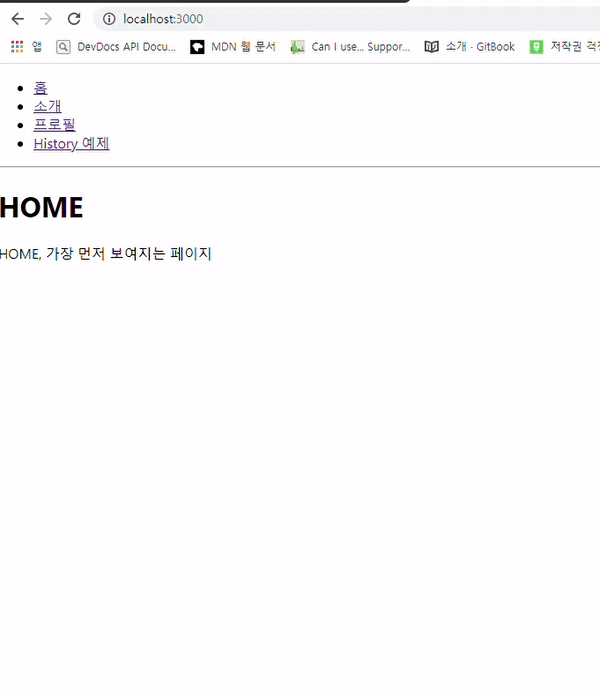 localhost:3000
앱 DevDocs API Docu... MDN 웹 문서 Can I use... Suppor... 소개 · GitBook 저작권
홈
소개
프로필
History 예제
HOME
HOME, 가장 먼저 보여지는 페이지